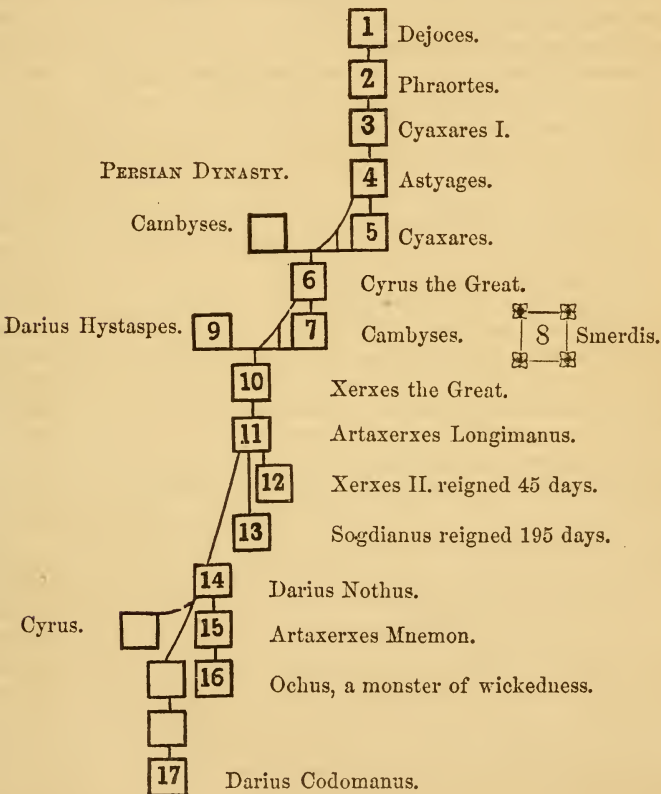 1 Dejoces.
2 Phraortes.
3 Cyaxares I.
PERSIAN DYNASTY.
4 Astyages.
Cambyses.
5 Cyaxares.
6 Cyrus the Great.
Darius Hystaspes. 9 7 Cambyses. 8 Smerdis.
10 Xerxes the Great.
11 Artaxerxes Longimanus.
12 Xerxes II. reigned 45 days.
13 Sogdianus reigned 195 days.
14 Darius Nothus.
Cyrus. 15 Artaxerxes Mnemon.
16 Ochus, a monster of wickedness.
17 Darius Codomanus.